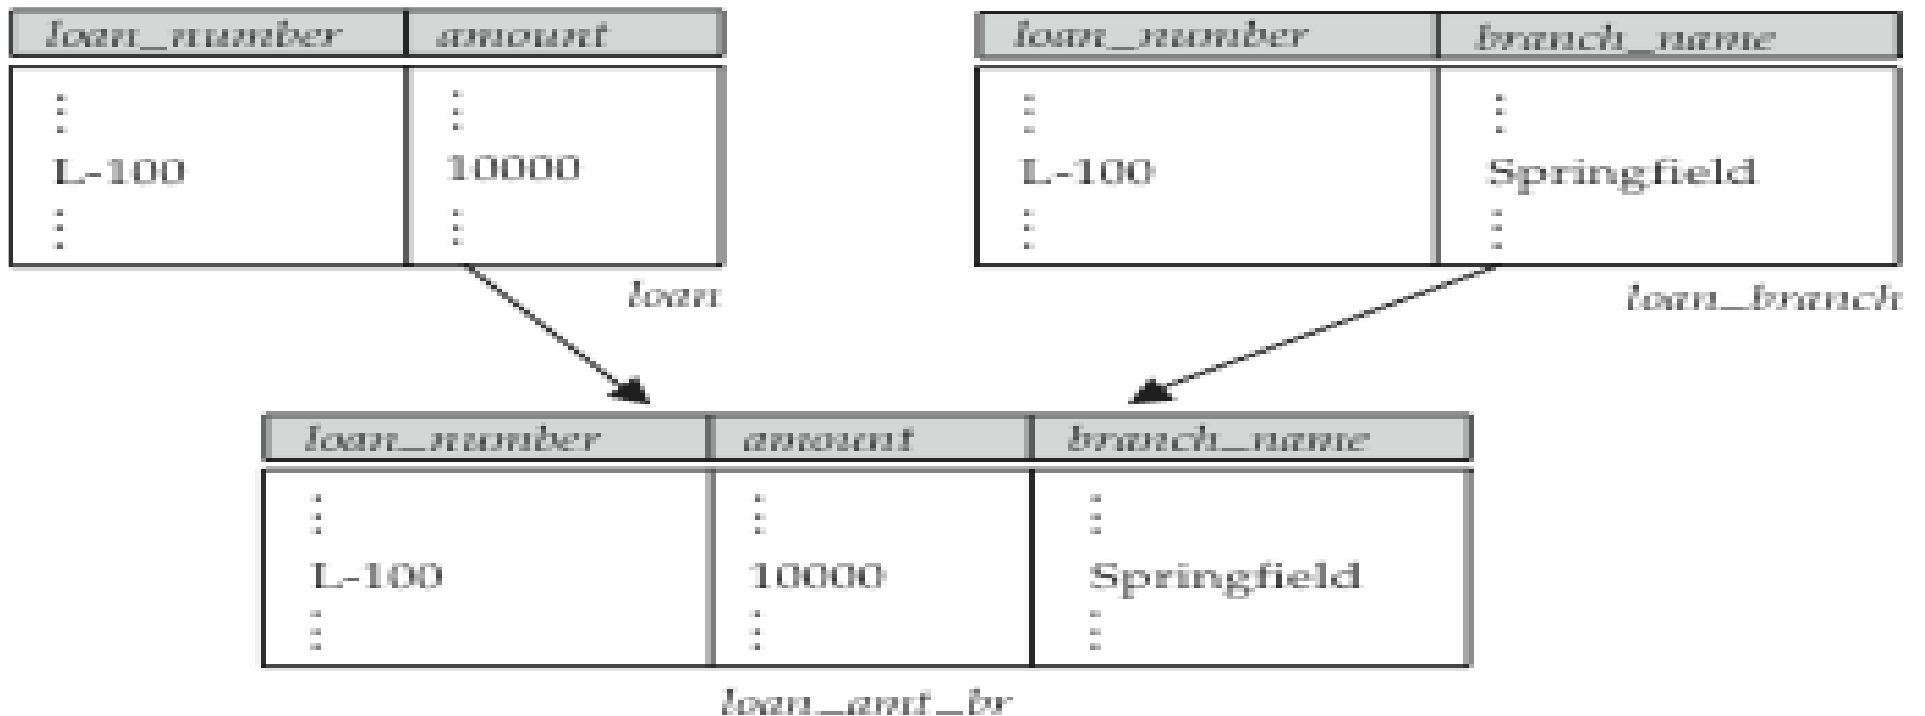 loan_number amount
⋮ ⋮
L-100 10000
⋮ ⋮
loan
loan_number branch_name
⋮ ⋮
L-100 Springfield
⋮ ⋮
loan_branch
loan_number amount branch_name
⋮ ⋮ ⋮
L-100 10000 Springfield
⋮ ⋮ ⋮
loan_amt_br